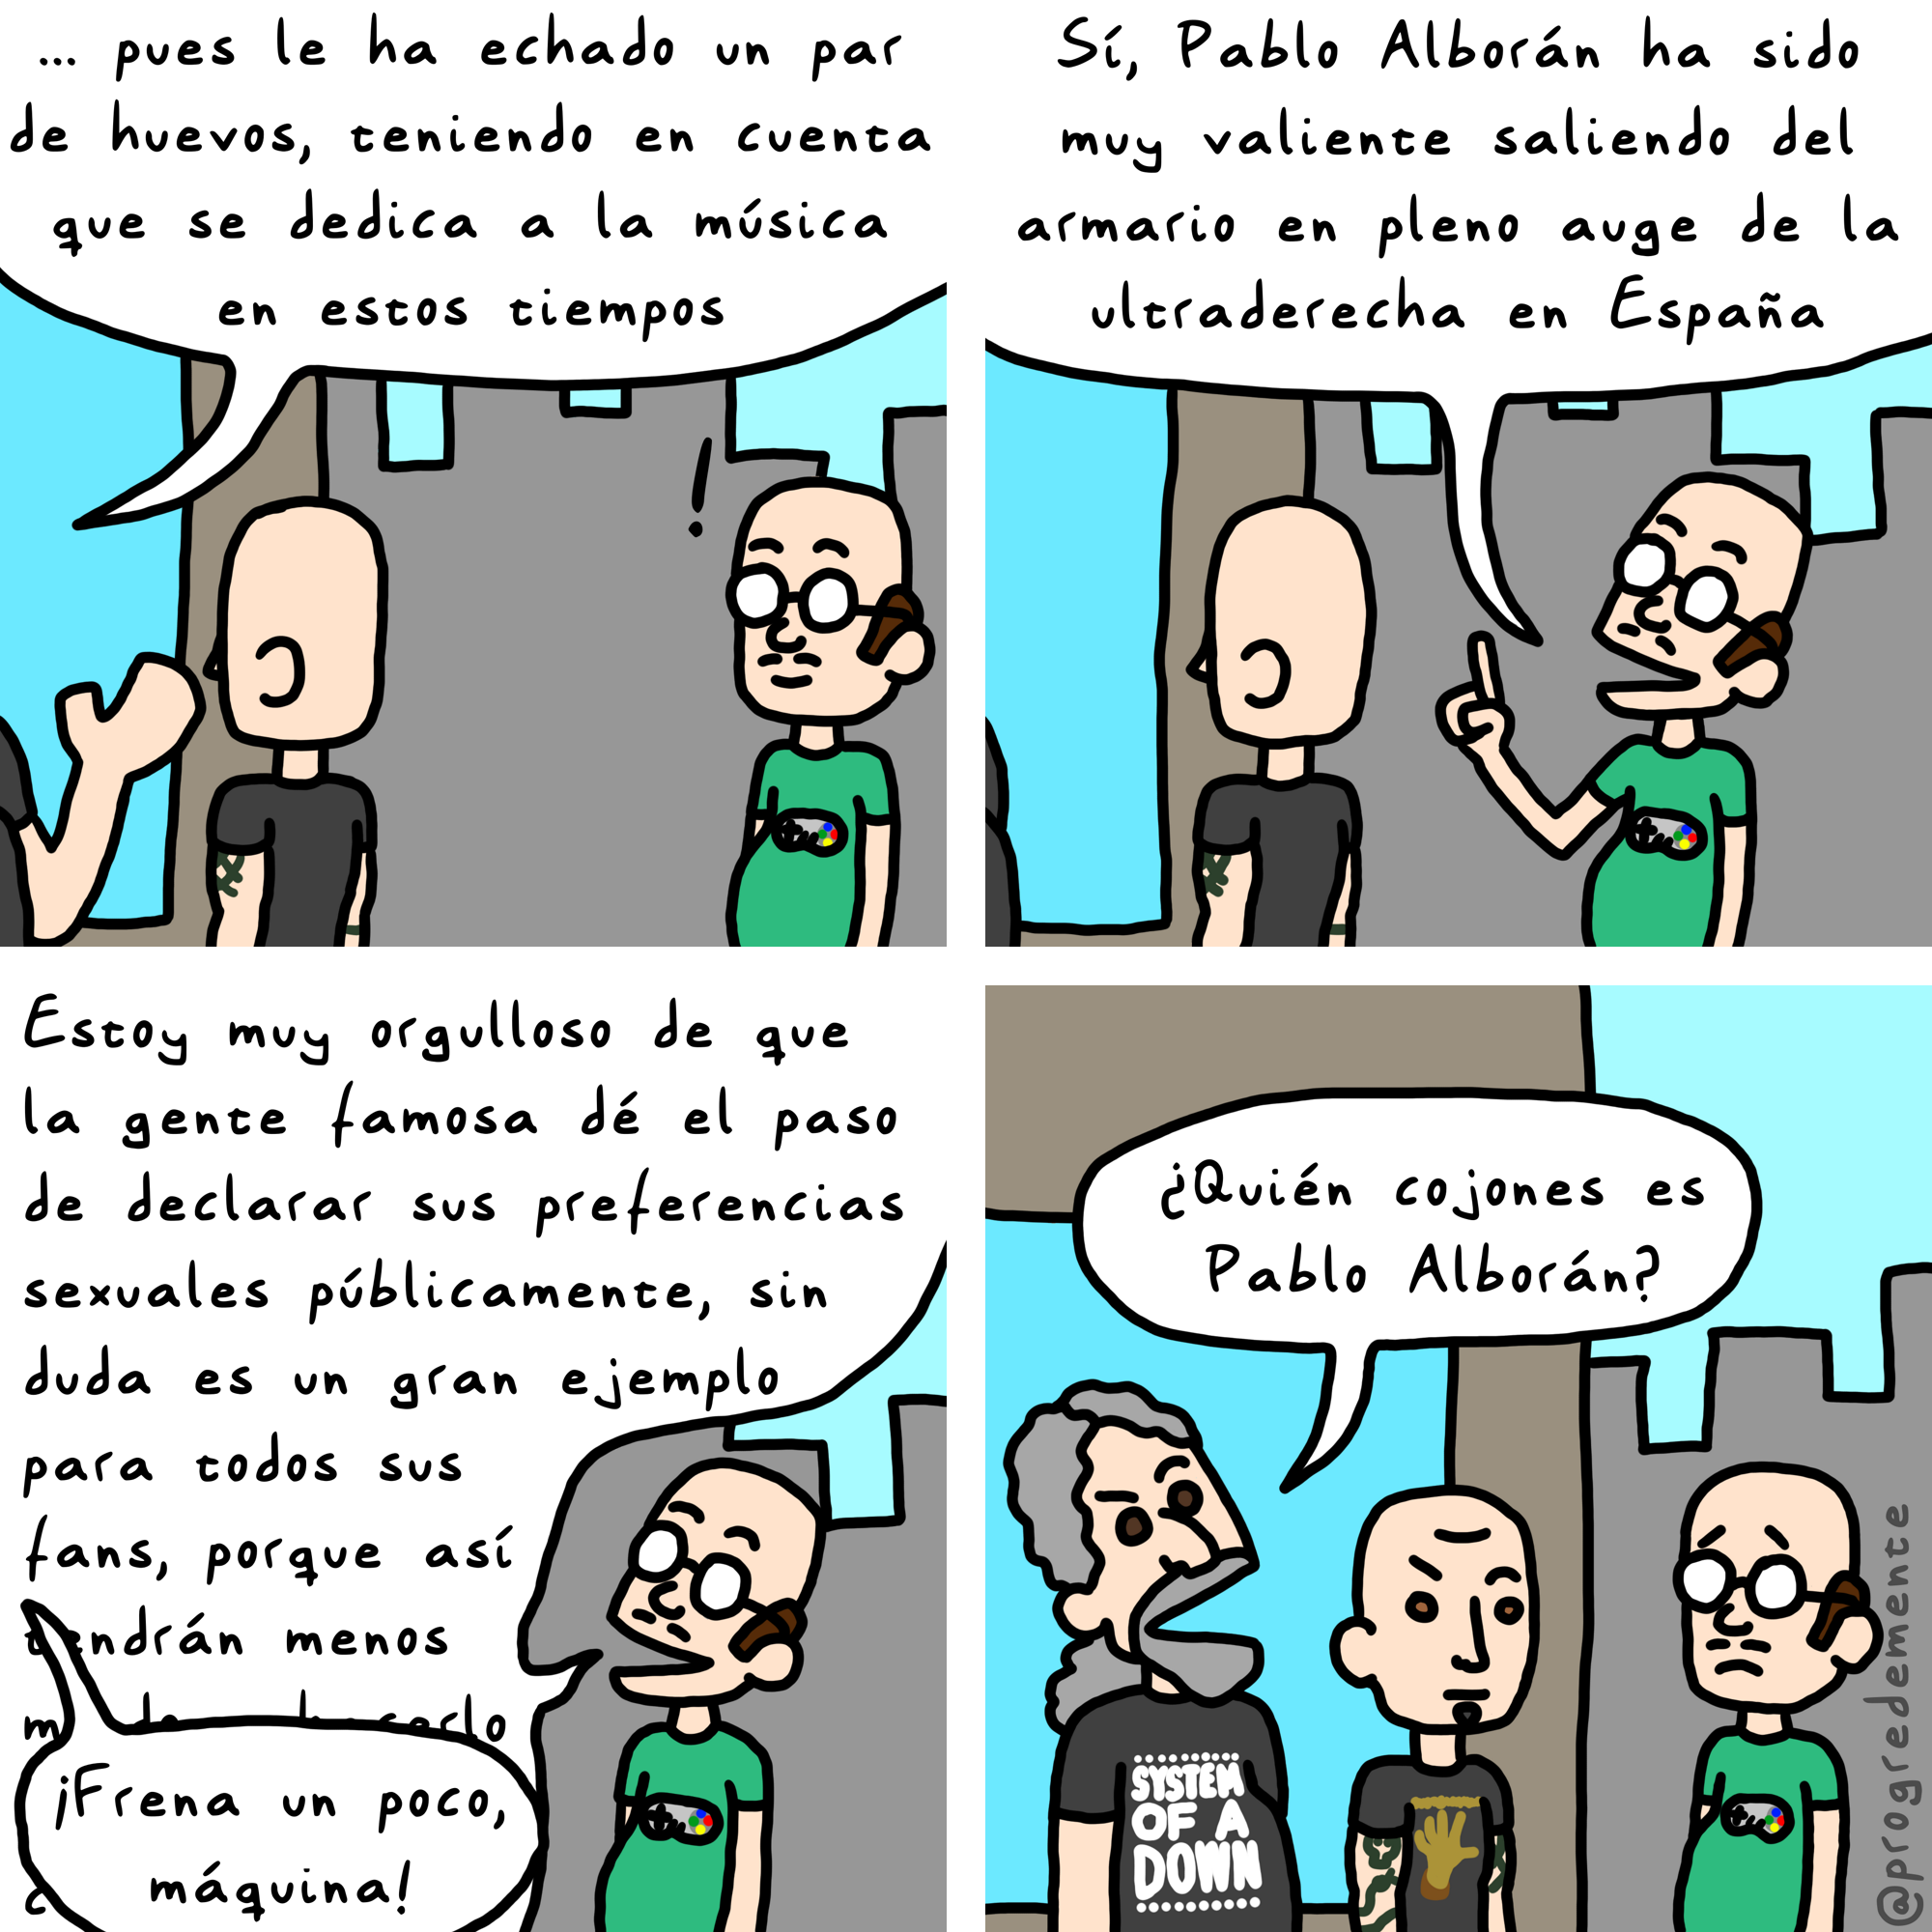 ... pues le ha echado un par
de huevos, teniendo en cuenta
que se dedica a la música
en estos tiempos
Sí, Pablo Alborán ha sido
muy valiente saliendo del
armario en pleno auge de la
ultraderecha en España
Estoy muy orgulloso de que
la gente famosa dé el paso
de declarar sus preferencias
sexuales públicamente, sin
duda es un gran ejemplo
para todos sus
fans, porque así
tendrán menos
¡Frena un poco,
máquina!
¿Quién cojones es
Pablo Alborán?
SYSTEM
OF A
DOWN
@progredemente